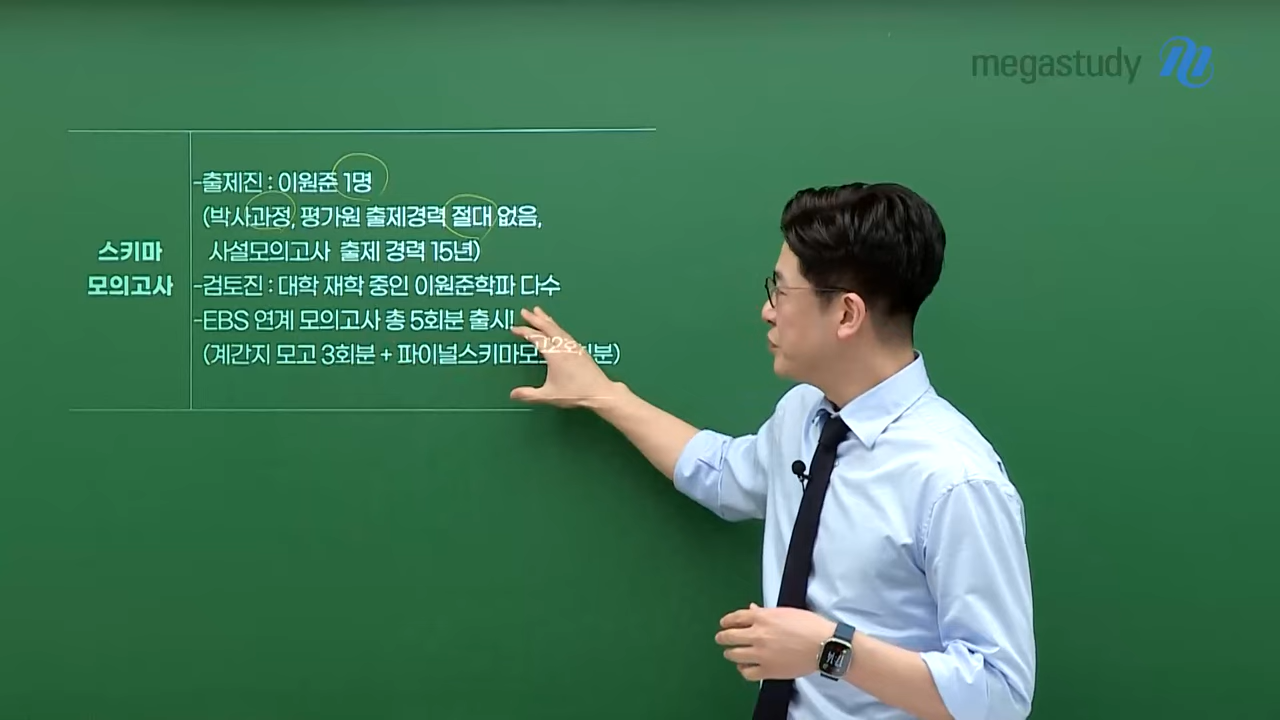 megastudy
-출제진 : 이원준 1명
(박사과정, 평가원 출제경력 절대 없음,
사설모의고사 출제 경력 15년)
스키마
모의고사
-검토진 : 대학 재학 중인 이원준학파 다수
-EBS 연계 모의고사 총 5회분 출시!
(계간지 모고 3회분 + 파이널스키마모고2회분)